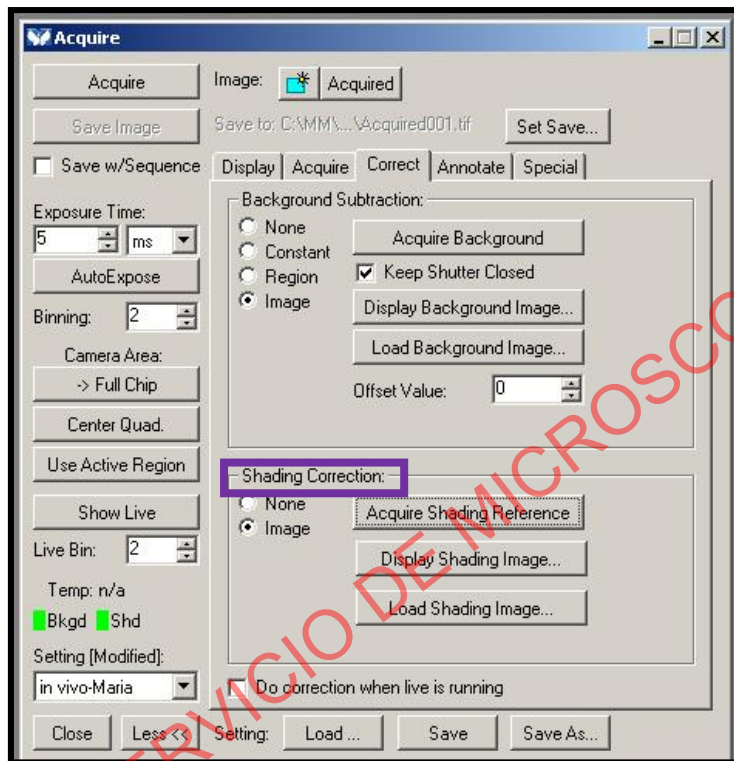 Acquire
Acquire
Image:
Acquired
Save Image
Save to: C:\MM\...\Acquired001.tif
Set Save...
Save w/Sequence
Display
Acquire
Correct
Annotate
Special
Exposure Time:
5
ms
AutoExpose
Binning:
2
Camera Area:
-> Full Chip
Center Quad.
Use Active Region
Show Live
Live Bin:
2
Temp: n/a
Bkgd
Shd
Setting [Modified]:
in vivo-Maria
Background Subtraction:
None
Constant
Region
Image
Acquire Background
Keep Shutter Closed
Display Background Image...
Load Background Image...
Offset Value:
0
Shading Correction:
None
Image
Acquire Shading Reference
Display Shading Image...
Load Shading Image...
Do correction when live is running
Close
Less <<
Setting:
Load ...
Save
Save As...
SERVICIO DE MICROSCO